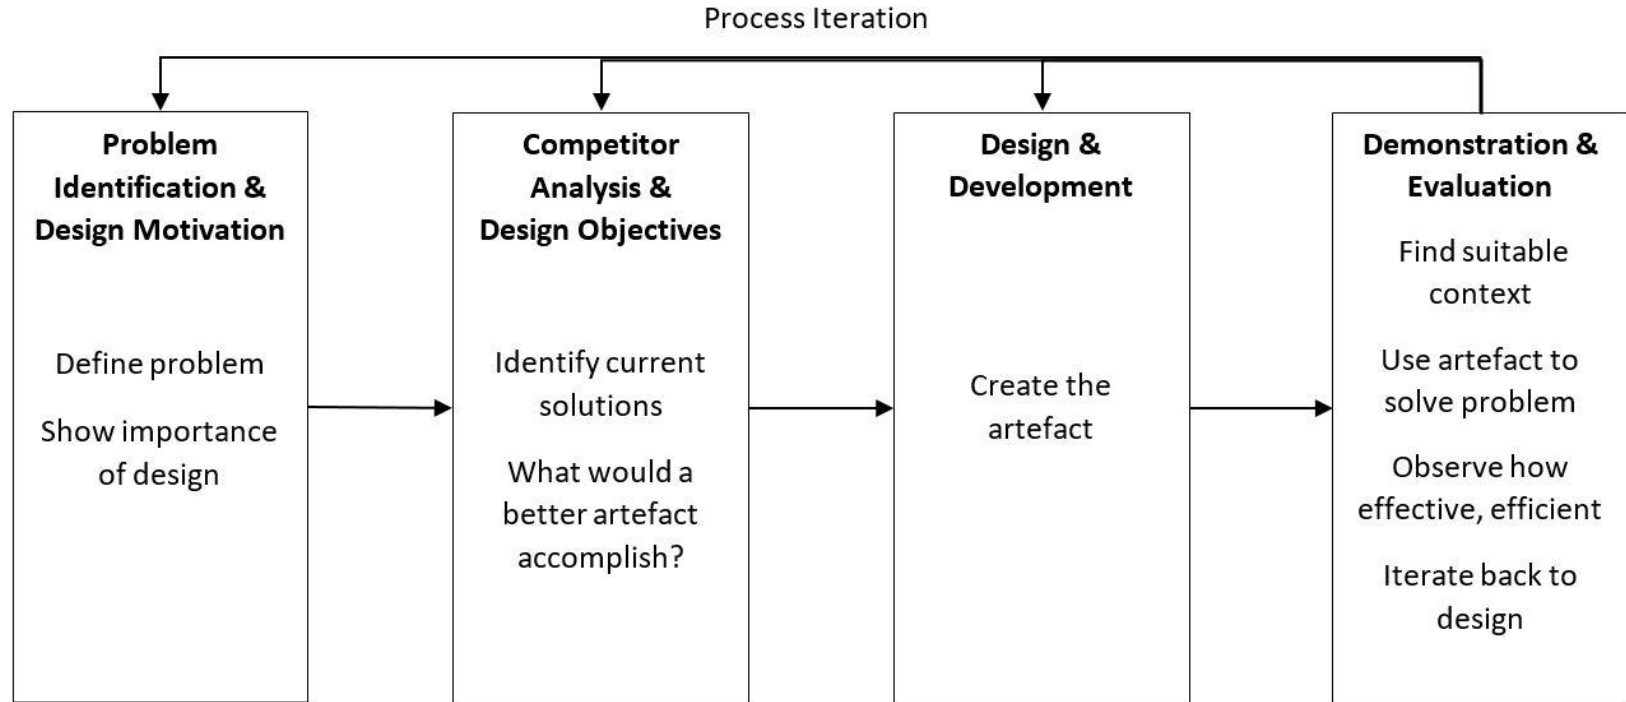 Process Iteration
Problem
Identification &
Design Motivation
Define problem
Show importance
of design
Competitor
Analysis &
Design Objectives
Identify current
solutions
What would a
better artefact
accomplish?
Design &
Development
Create the
artefact
Demonstration &
Evaluation
Find suitable
context
Use artefact to
solve problem
Observe how
effective, efficient
Iterate back to
design